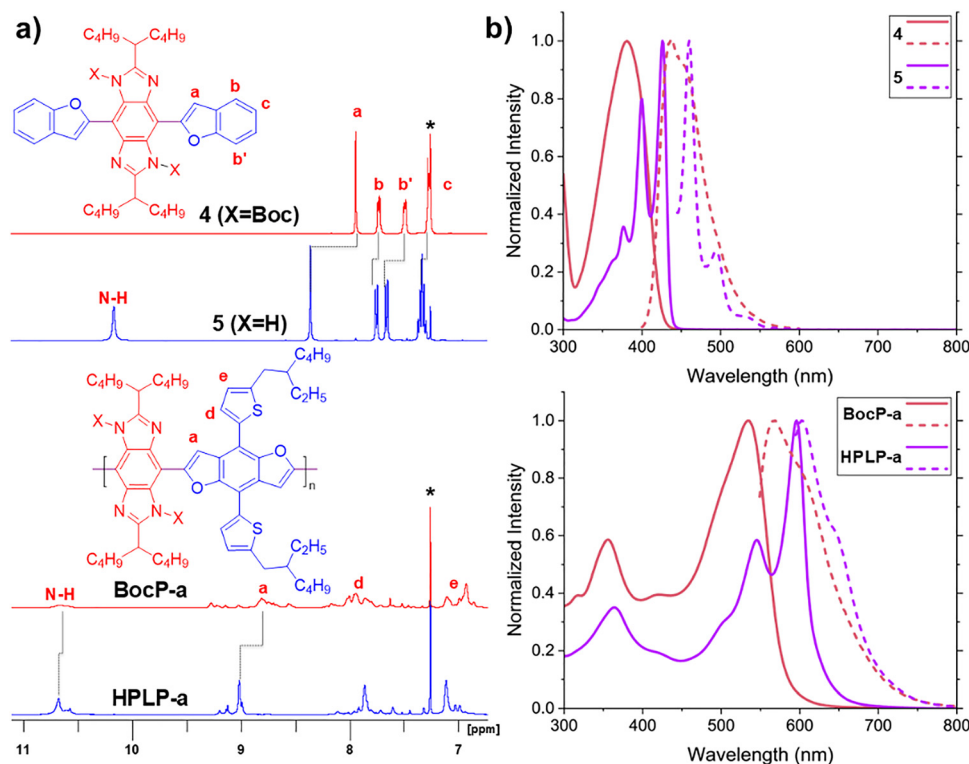 a)
C4H9 C4H9
X
N N
O a b c
O b'
N N
X
C4H9 C4H9
4 (X=Boc)
a
*
b b' c
N-H
5 (X=H)
C4H9
C2H5
e
S
d
C4H9 C4H9
X
N N
a
O
n
O
N N
X
S
C4H9 C4H9
C2H5
C4H9
BocP-a
*
N-H a d e
HPLP-a
[ppm]
11 10 9 8 7
b)
4
5
Normalized Intensity
1.0
0.8
0.6
0.4
0.2
0.0
300 400 500 600 700 800
Wavelength (nm)
BocP-a
HPLP-a
Normalized Intensity
1.0
0.8
0.6
0.4
0.2
0.0
300 400 500 600 700 800
Wavelength (nm)